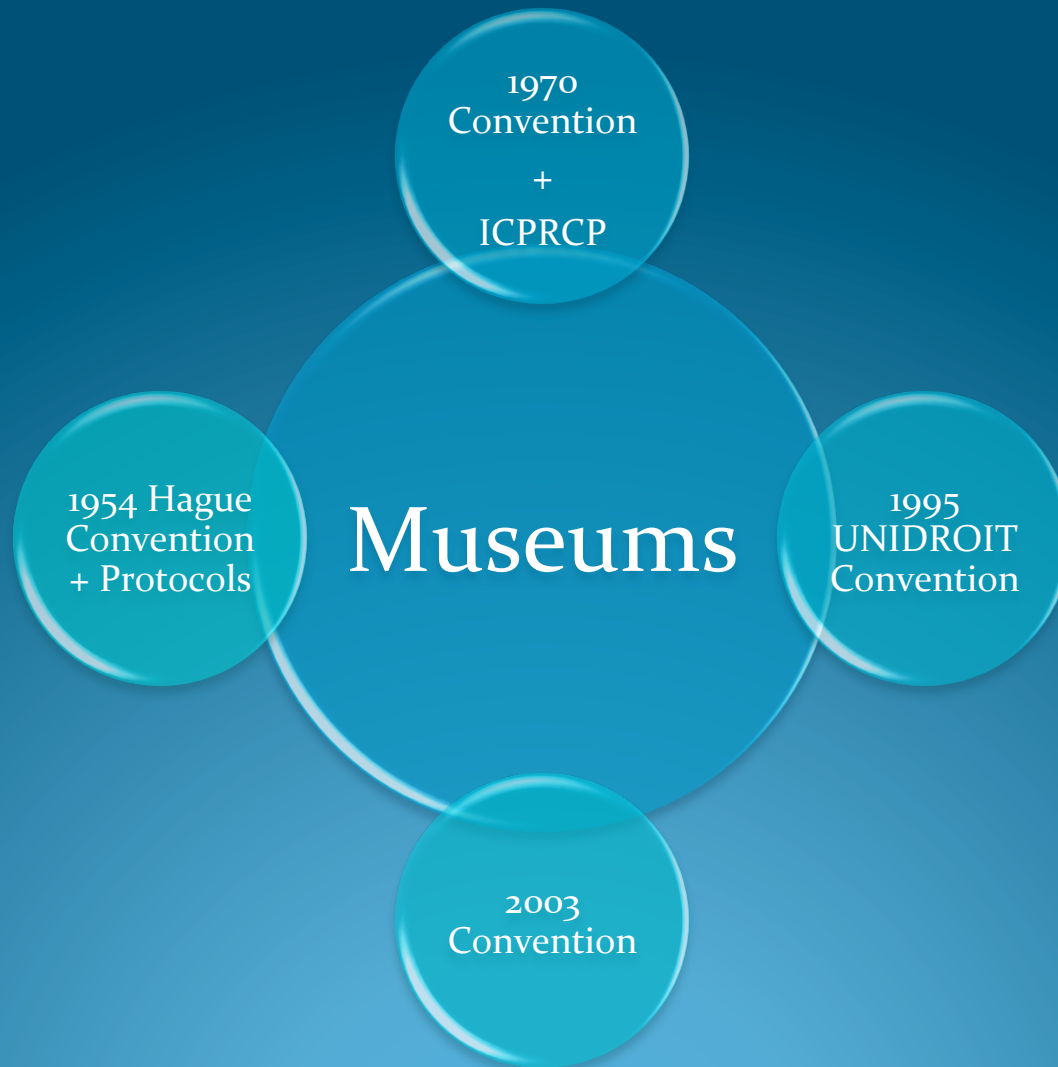 1970
Convention
+
ICPRCP
1954 Hague
Convention
+ Protocols
Museums
1995
UNIDROIT
Convention
2003
Convention